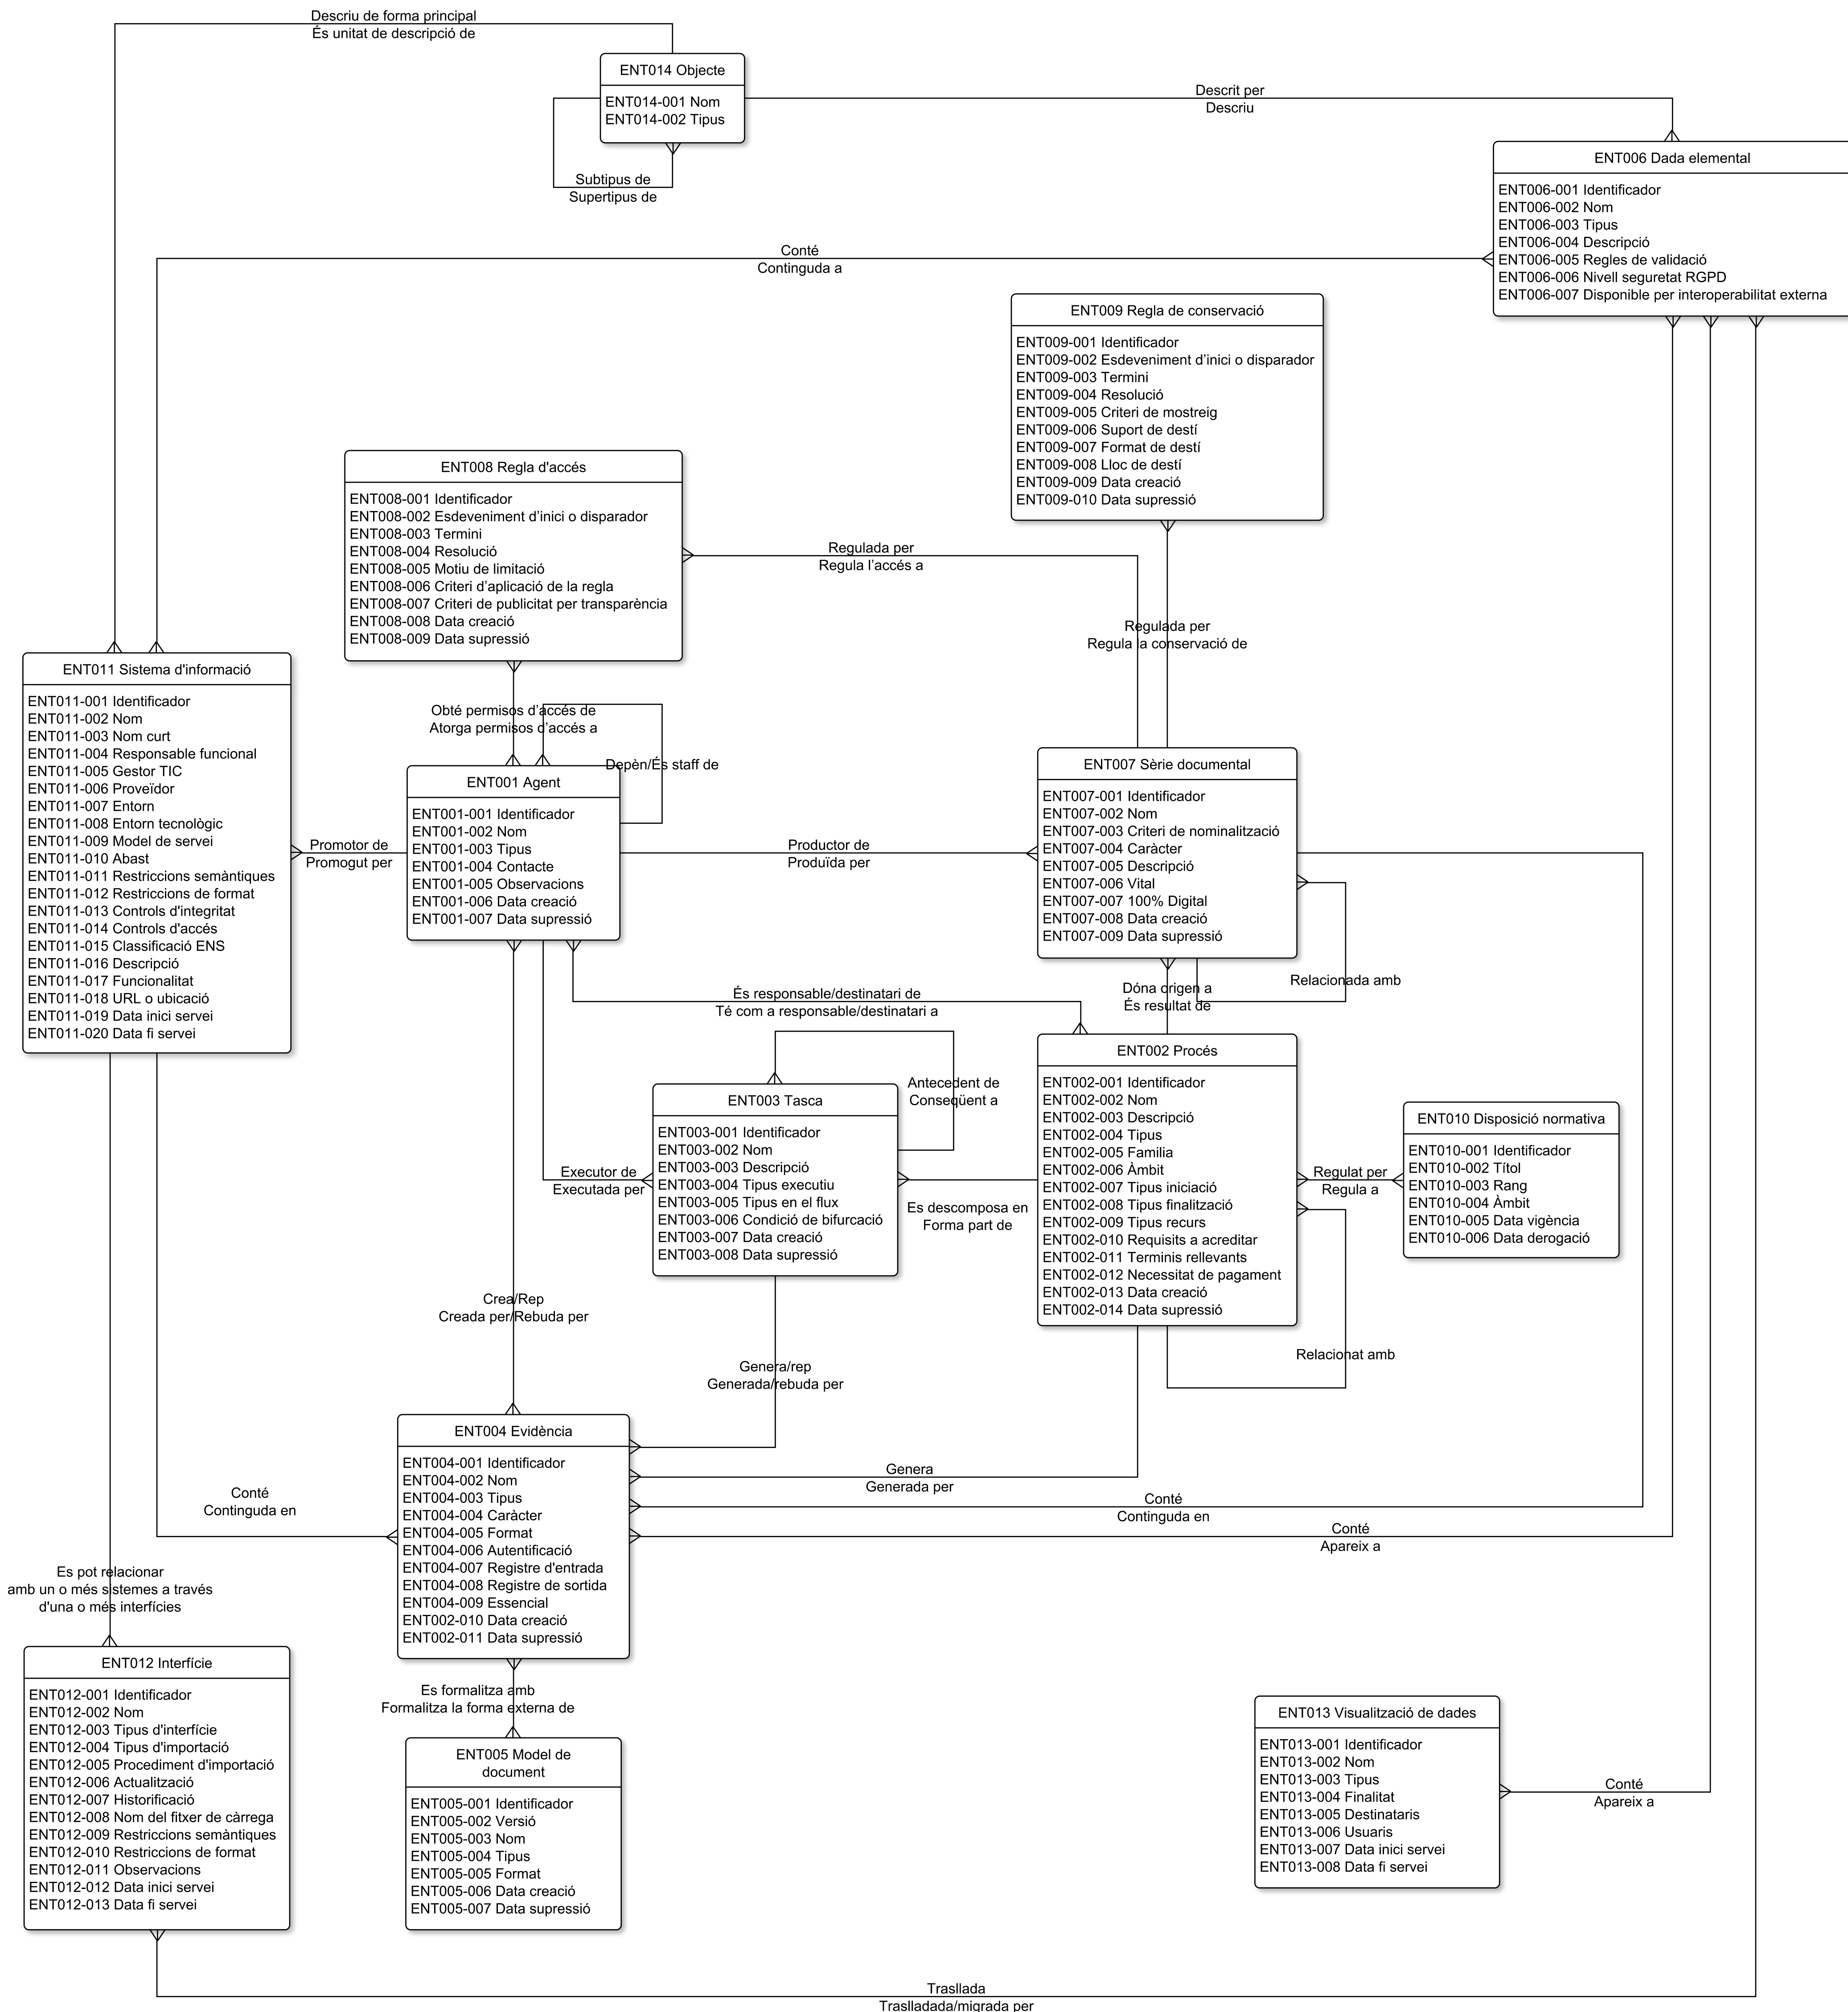 Descriu de forma principal
És unitat de descripció de
ENT014 Objecte
ENT014-001 Nom
ENT014-002 Tipus
Subtipus de
Supertipus de
Descrit per
Descriu
ENT006 Dada elemental
ENT006-001 Identificador
ENT006-002 Nom
ENT006-003 Tipus
ENT006-004 Descripció
ENT006-005 Regles de validació
ENT006-006 Nivell seguretat RGPD
ENT006-007 Disponible per interoperabilitat externa
Conté
Continguda a
ENT009 Regla de conservació
ENT009-001 Identificador
ENT009-002 Esdeveniment d’inici o disparador
ENT009-003 Termini
ENT009-004 Resolució
ENT009-005 Criteri de mostreig
ENT009-006 Suport de destí
ENT009-007 Format de destí
ENT009-008 Lloc de destí
ENT009-009 Data creació
ENT009-010 Data supressió
ENT008 Regla d'accés
ENT008-001 Identificador
ENT008-002 Esdeveniment d’inici o disparador
ENT008-003 Termini
ENT008-004 Resolució
ENT008-005 Motiu de limitació
ENT008-006 Criteri d’aplicació de la regla
ENT008-007 Criteri de publicitat per transparència
ENT008-008 Data creació
ENT008-009 Data supressió
Regulada per
Regula l’accés a
Regulada per
Regula la conservació de
ENT011 Sistema d'informació
ENT011-001 Identificador
ENT011-002 Nom
ENT011-003 Nom curt
ENT011-004 Responsable funcional
ENT011-005 Gestor TIC
ENT011-006 Proveïdor
ENT011-007 Entorn
ENT011-008 Entorn tecnològic
ENT011-009 Model de servei
ENT011-010 Abast
ENT011-011 Restriccions semàntiques
ENT011-012 Restriccions de format
ENT011-013 Controls d'integritat
ENT011-014 Controls d'accés
ENT011-015 Classificació ENS
ENT011-016 Descripció
ENT011-017 Funcionalitat
ENT011-018 URL o ubicació
ENT011-019 Data inici servei
ENT011-020 Data fi servei
Obté permisos d’accés de
Atorga permisos d’accés a
Depèn/És staff de
ENT001 Agent
ENT001-001 Identificador
ENT001-002 Nom
ENT001-003 Tipus
ENT001-004 Contacte
ENT001-005 Observacions
ENT001-006 Data creació
ENT001-007 Data supressió
Promotor de
Promogut per
Productor de
Produïda per
ENT007 Sèrie documental
ENT007-001 Identificador
ENT007-002 Nom
ENT007-003 Criteri de nominalització
ENT007-004 Caràcter
ENT007-005 Descripció
ENT007-006 Vital
ENT007-007 100% Digital
ENT007-008 Data creació
ENT007-009 Data supressió
Relacionada amb
Dóna origen a
És resultat de
És responsable/destinatari de
Té com a responsable/destinatari a
ENT002 Procés
ENT002-001 Identificador
ENT002-002 Nom
ENT002-003 Descripció
ENT002-004 Tipus
ENT002-005 Familia
ENT002-006 Àmbit
ENT002-007 Tipus iniciació
ENT002-008 Tipus finalització
ENT002-009 Tipus recurs
ENT002-010 Requisits a acreditar
ENT002-011 Terminis rellevants
ENT002-012 Necessitat de pagament
ENT002-013 Data creació
ENT002-014 Data supressió
Antecedent de
Conseqüent a
ENT003 Tasca
ENT003-001 Identificador
ENT003-002 Nom
ENT003-003 Descripció
ENT003-004 Tipus executiu
ENT003-005 Tipus en el flux
ENT003-006 Condició de bifurcació
ENT003-007 Data creació
ENT003-008 Data supressió
Executor de
Executada per
Es descomposa en
Forma part de
Regulat per
Regula a
ENT010 Disposició normativa
ENT010-001 Identificador
ENT010-002 Títol
ENT010-003 Rang
ENT010-004 Àmbit
ENT010-005 Data vigència
ENT010-006 Data derogació
Relacionat amb
Crea/Rep
Creada per/Rebuda per
Genera/rep
Generada/rebuda per
ENT004 Evidència
ENT004-001 Identificador
ENT004-002 Nom
ENT004-003 Tipus
ENT004-004 Caràcter
ENT004-005 Format
ENT004-006 Autentificació
ENT004-007 Registre d'entrada
ENT004-008 Registre de sortida
ENT004-009 Essencial
ENT002-010 Data creació
ENT002-011 Data supressió
Genera
Generada per
Conté
Continguda en
Conté
Apareix a
Conté
Continguda en
Es pot relacionar
amb un o més sistemes a través
d'una o més interfícies
ENT012 Interfície
ENT012-001 Identificador
ENT012-002 Nom
ENT012-003 Tipus d'interfície
ENT012-004 Tipus d'importació
ENT012-005 Procediment d'importació
ENT012-006 Actualització
ENT012-007 Historificació
ENT012-008 Nom del fitxer de càrrega
ENT012-009 Restriccions semàntiques
ENT012-010 Restriccions de format
ENT012-011 Observacions
ENT012-012 Data inici servei
ENT012-013 Data fi servei
Es formalitza amb
Formalitza la forma externa de
ENT005 Model de
document
ENT005-001 Identificador
ENT005-002 Versió
ENT005-003 Nom
ENT005-004 Tipus
ENT005-005 Format
ENT005-006 Data creació
ENT005-007 Data supressió
ENT013 Visualització de dades
ENT013-001 Identificador
ENT013-002 Nom
ENT013-003 Tipus
ENT013-004 Finalitat
ENT013-005 Destinataris
ENT013-006 Usuaris
ENT013-007 Data inici servei
ENT013-008 Data fi servei
Conté
Apareix a
Trasllada
Traslladada/migrada per